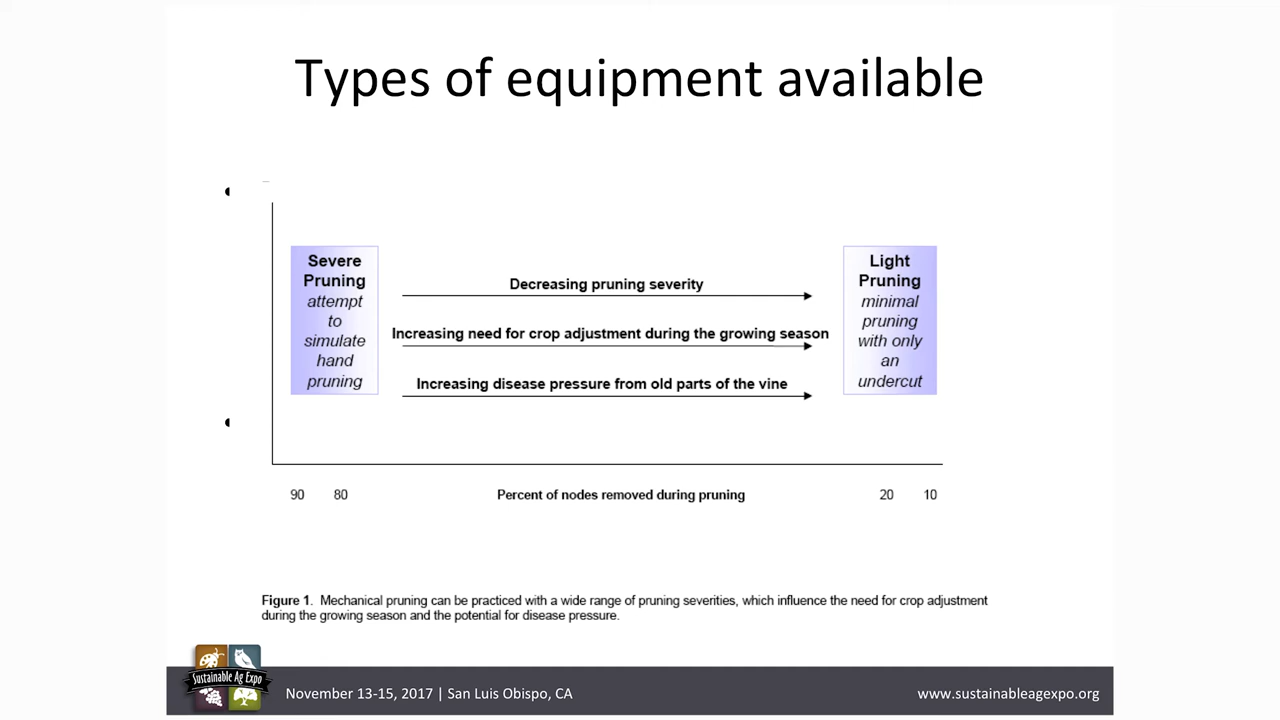 Types of equipment available
•
Severe
Pruning
attempt
to
simulate
hand
pruning
Decreasing pruning severity
Increasing need for crop adjustment during the growing season
Increasing disease pressure from old parts of the vine
Light
Pruning
minimal
pruning
with only
an
undercut
•
90 80 Percent of nodes removed during pruning 20 10
Figure 1. Mechanical pruning can be practiced with a wide range of pruning severities, which influence the need for crop adjustment
during the growing season and the potential for disease pressure.
Sustainable Ag Expo
November 13-15, 2017 | San Luis Obispo, CA
www.sustainableagexpo.org